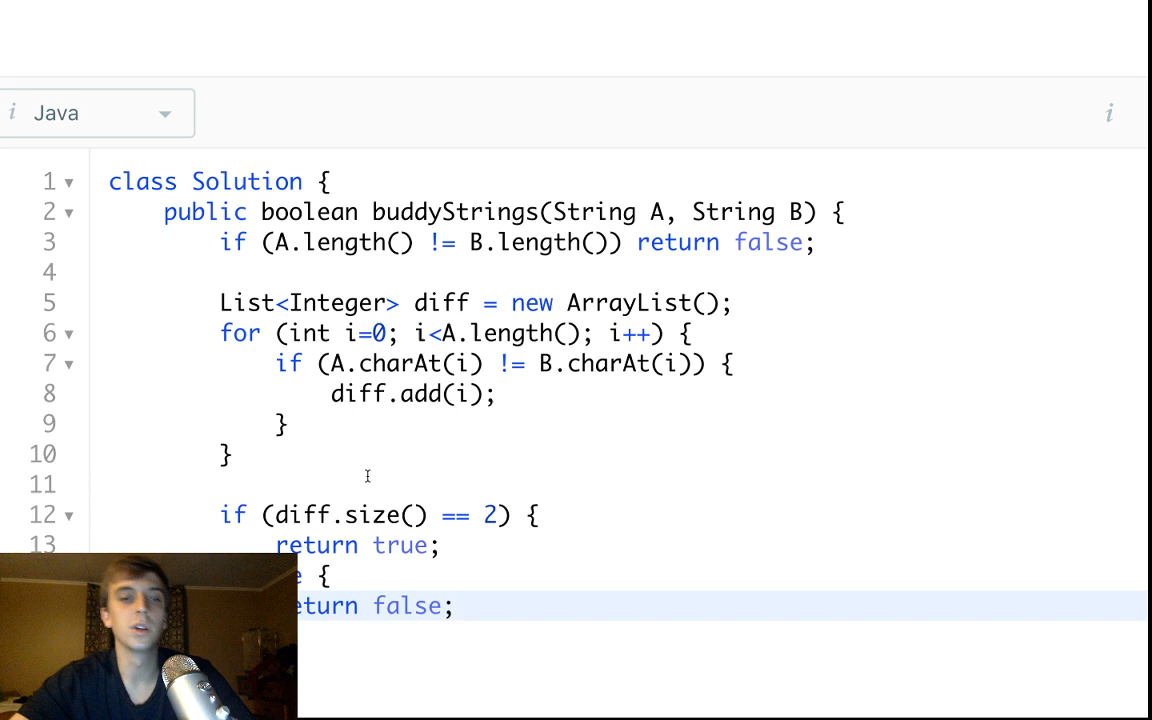 i Java i
1 class Solution {
2 public boolean buddyStrings(String A, String B) {
3 if (A.length() != B.length()) return false;
4
5 List<Integer> diff = new ArrayList();
6 for (int i=0; i<A.length(); i++) {
7 if (A.charAt(i) != B.charAt(i)) {
8 diff.add(i);
9 }
10 }
11
12 if (diff.size() == 2) {
13 return true;
e {
eturn false;